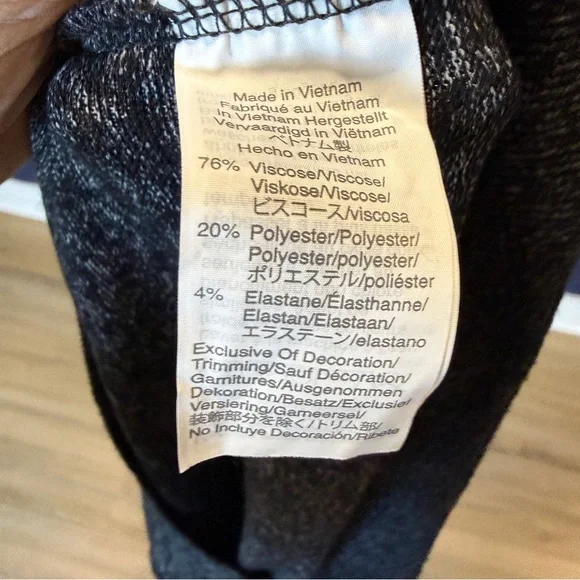 Made in Vietnam
Fabriqué au Vietnam
In Vietnam Hergestellt
Vervaardigd in Viëtnam
ベトナム製
Hecho en Vietnam
76% Viscose/Viscose/
Viskose/Viscose/
ビスコース/viscosa
20% Polyester/Polyester/
Polyester/polyester/
ポリエステル/poliéster
4% Elastane/Élasthanne/
Elastan/Elastaan/
エラステーン/elastano
Exclusive Of Decoration/
Trimming/Sauf Décoration/
Garnitures/Ausgenommen
Dekoration/Besatz/Exclusief
Versiering/Garneersel/
装飾部分を除く/トリム部/
No Incluye Decoración/Ribete